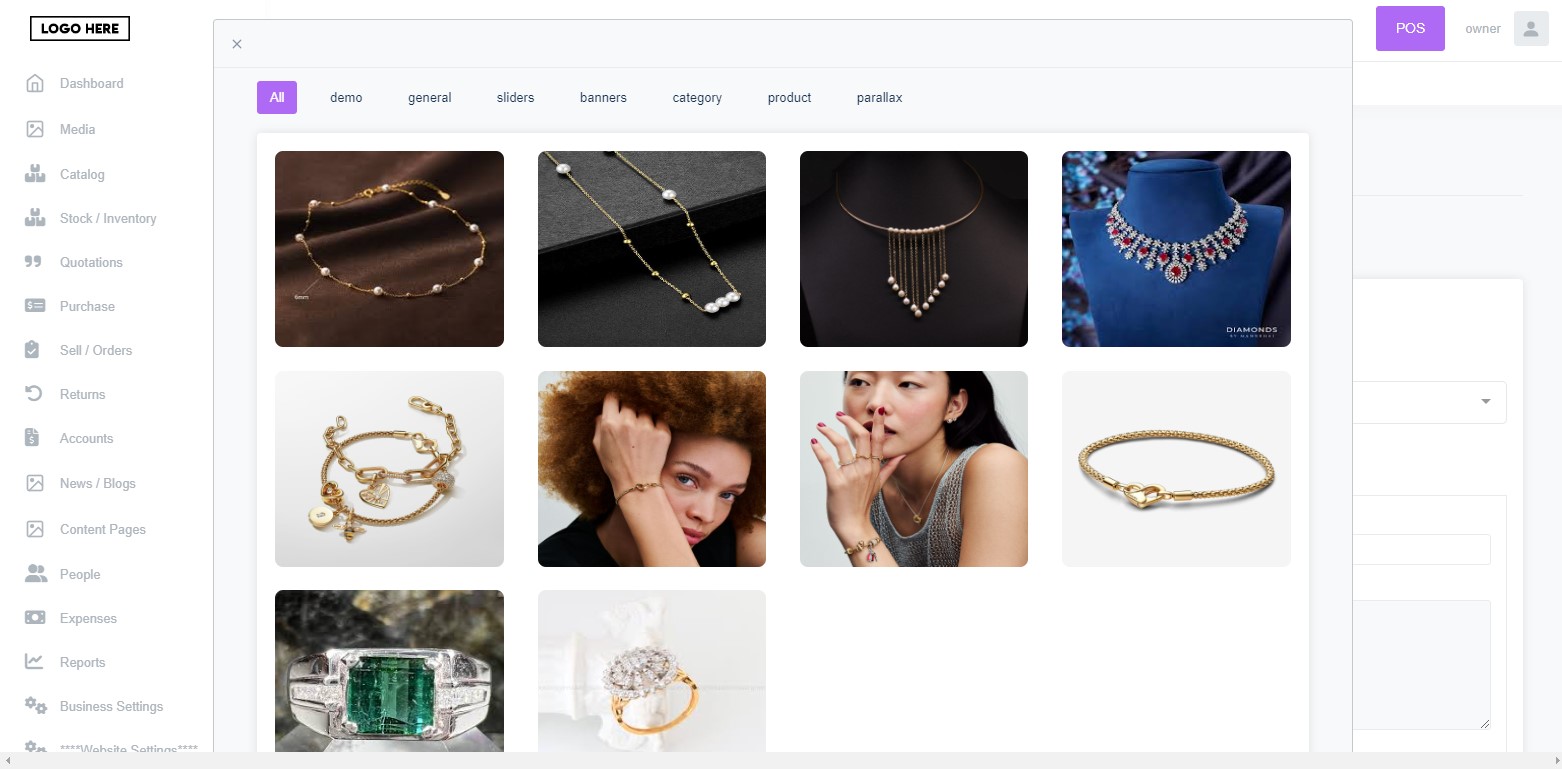 LOGO HERE
POS
owner
Dashboard
Media
Catalog
Stock / Inventory
Quotations
Purchase
Sell / Orders
Returns
Accounts
News / Blogs
Content Pages
People
Expenses
Reports
Business Settings
****Website Settings****
All
demo
general
sliders
banners
category
product
parallax
6mm
DIAMONDS